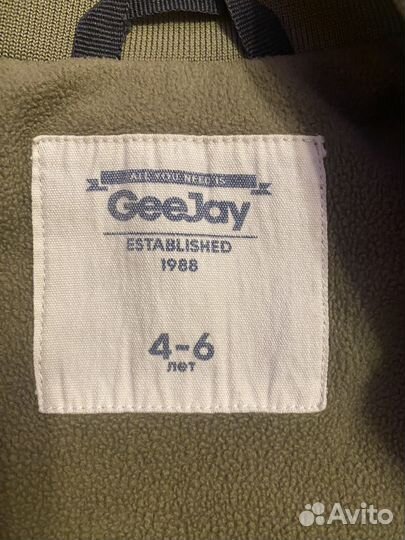 ALL YOU NEED IS
GeeJay
ESTABLISHED
1988
4-6
лет
Avito